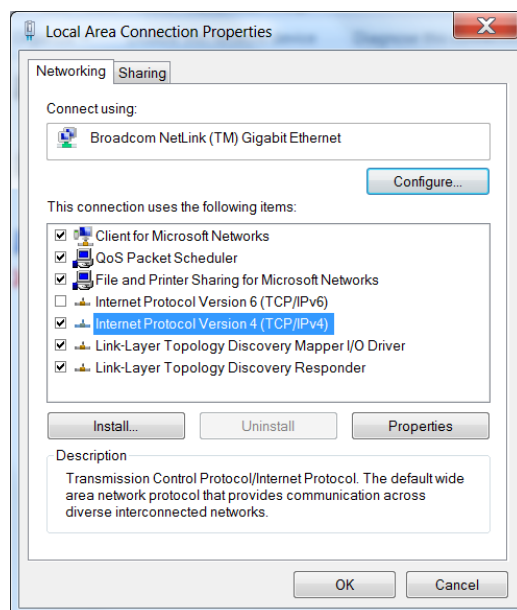 Local Area Connection Properties
Networking
Sharing
Connect using:
Broadcom NetLink (TM) Gigabit Ethernet
Configure...
This connection uses the following items:
Client for Microsoft Networks
QoS Packet Scheduler
File and Printer Sharing for Microsoft Networks
Internet Protocol Version 6 (TCP/IPv6)
Internet Protocol Version 4 (TCP/IPv4)
Link-Layer Topology Discovery Mapper I/O Driver
Link-Layer Topology Discovery Responder
Install...
Uninstall
Properties
Description
Transmission Control Protocol/Internet Protocol. The default wide
area network protocol that provides communication across
diverse interconnected networks.
OK
Cancel